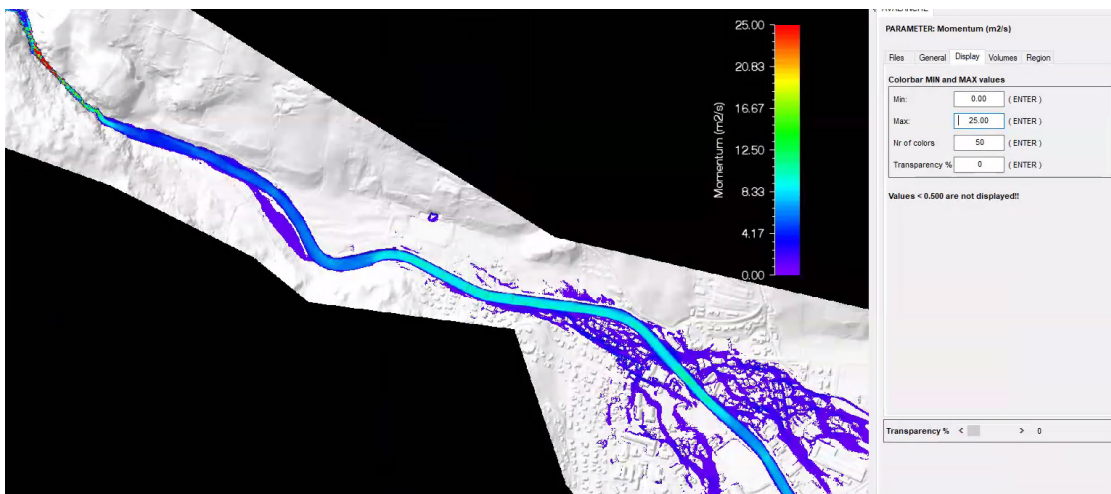 25.00
20.83
16.67
12.50
8.33
4.17
0.00
Momentum (m2/s)
AVALANCHE
PARAMETER: Momentum (m2/s)
Files General Display Volumes Region
Colorbar MIN and MAX values
Min: 0.00 ( ENTER )
Max: 25.00 ( ENTER )
Nr of colors 50 ( ENTER )
Transparency % 0 ( ENTER )
Values < 0.500 are not displayed!!
Transparency % < > 0